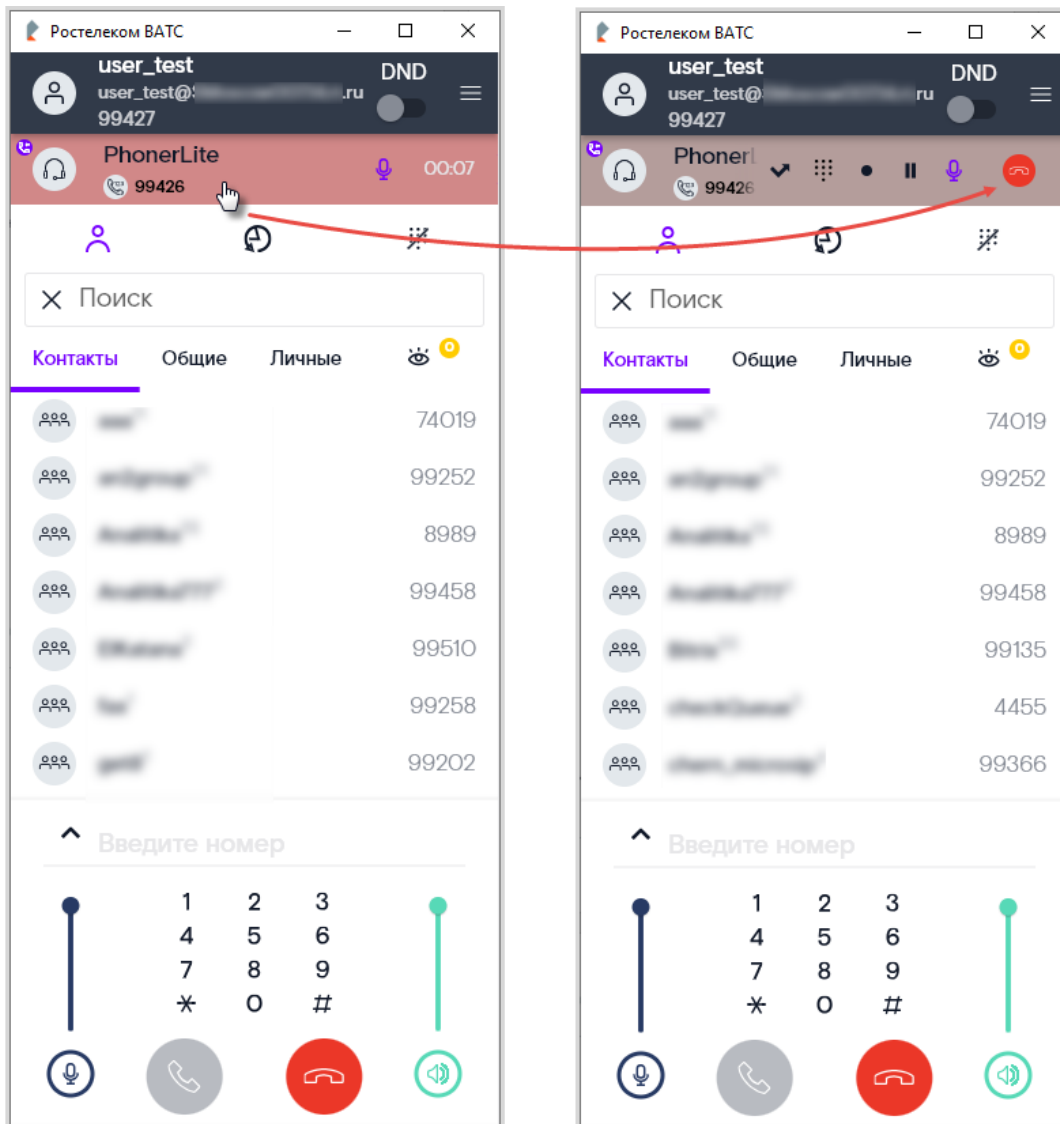 Ростелеком ВАТС
user_test
DND
user_test@
.ru
99427
PhonerLite
99426
00:07
Поиск
Контакты Общие Личные 0
74019
99252
8989
99458
99510
99258
99202
Введите номер
1 2 3
4 5 6
7 8 9
* 0 #
Ростелеком ВАТС
user_test
DND
user_test@
ru
99427
PhonerL
99426
Поиск
Контакты Общие Личные 0
74019
99252
8989
99458
99135
4455
99366
Введите номер
1 2 3
4 5 6
7 8 9
* 0 #